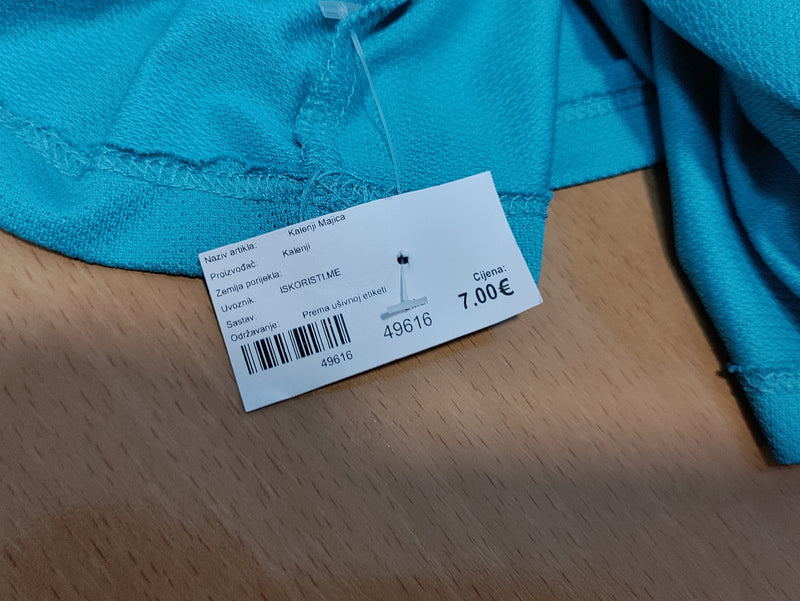 Naziv artikla: Kalenji Majica
Proizvođač: Kalenji
Zemlja porijekla:
Uvoznik: ISKORISTI.ME
Sastav:
Održavanje: Prema ušivnoj etiketi
49616
49616
Cijena:
7.00€